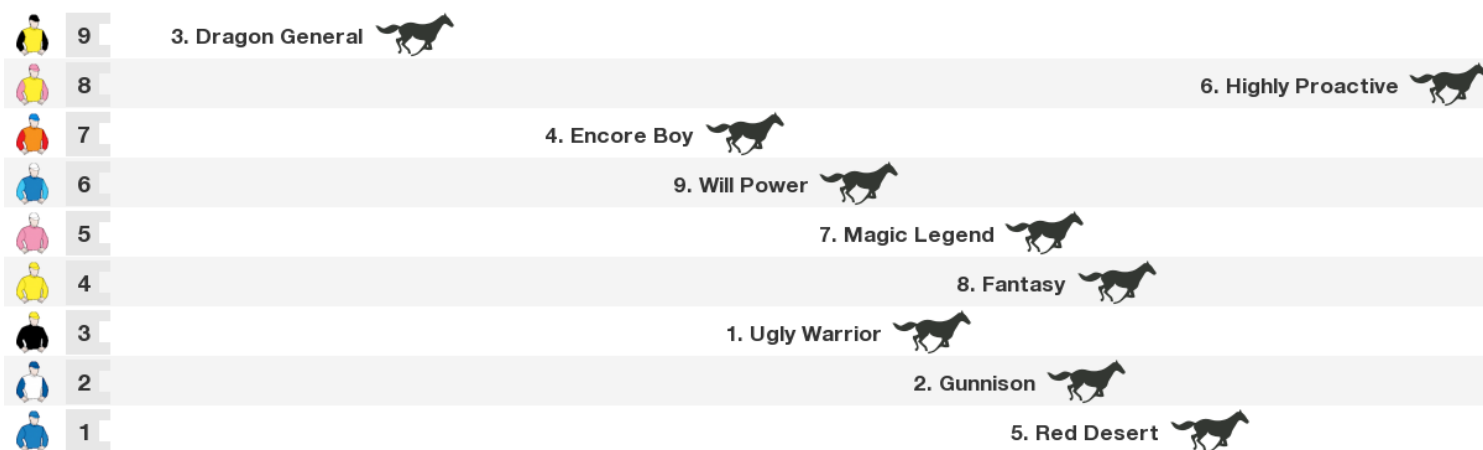 9 3. Dragon General
8 6. Highly Proactive
7 4. Encore Boy
6 9. Will Power
5 7. Magic Legend
4 8. Fantasy
3 1. Ugly Warrior
2 2. Gunnison
1 5. Red Desert